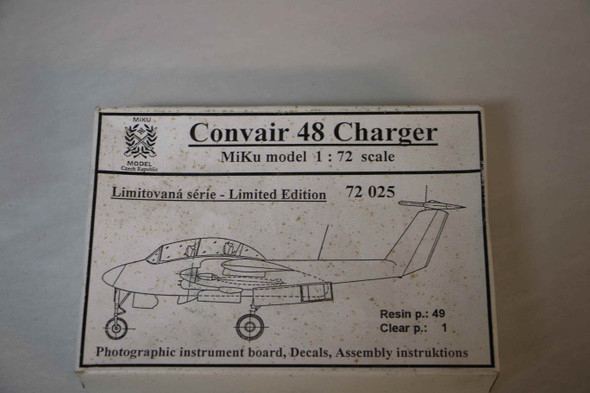 MiKU
MODEL
Czech Republic
Convair 48 Charger
MiKu model 1 : 72 scale
Limitovaná série - Limited Edition 72 025
Resin p.: 49
Clear p.: 1
Photographic instrument board, Decals, Assembly instruktions